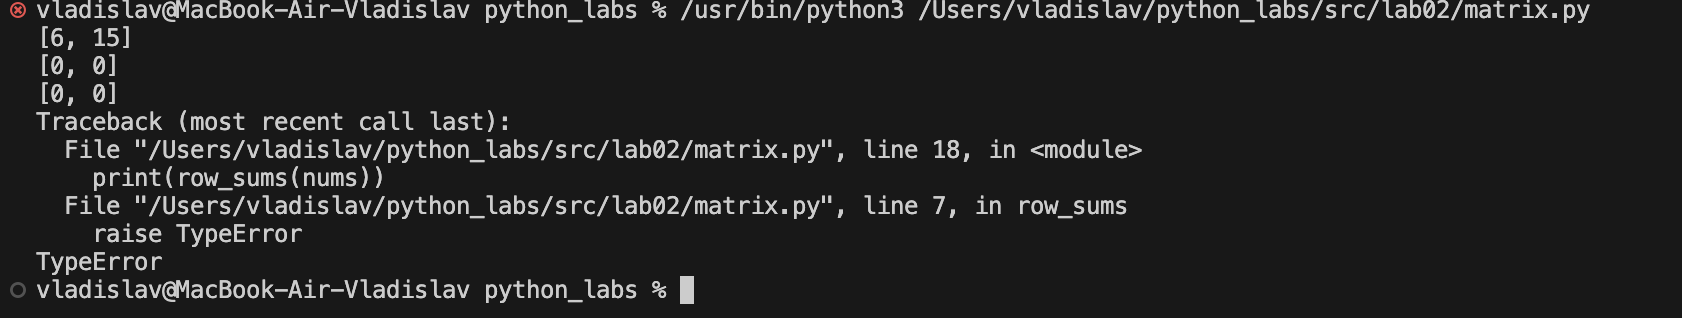 vladislav@MacBook-Air-Vladislav python_labs % /usr/bin/python3 /Users/vladislav/python_labs/src/lab02/matrix.py
[6, 15]
[0, 0]
[0, 0]
Traceback (most recent call last):
  File "/Users/vladislav/python_labs/src/lab02/matrix.py", line 18, in <module>
    print(row_sums(nums))
  File "/Users/vladislav/python_labs/src/lab02/matrix.py", line 7, in row_sums
    raise TypeError
TypeError
vladislav@MacBook-Air-Vladislav python_labs %